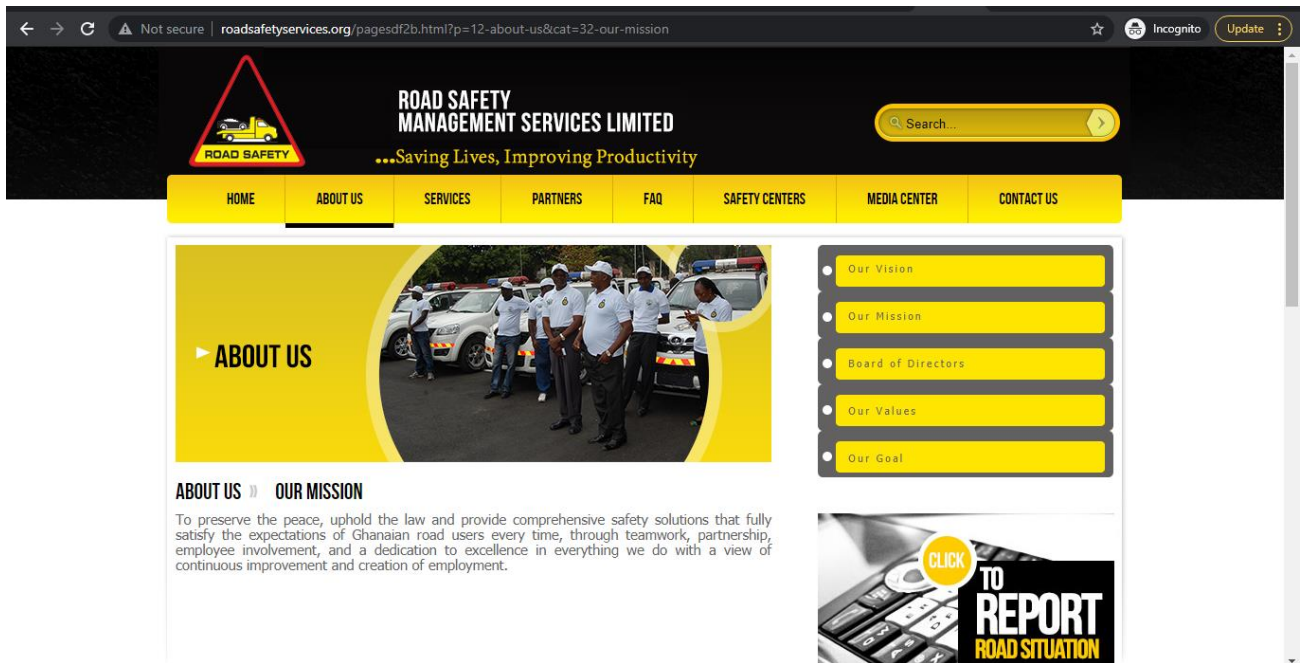 Not secure | roadsafetyservices.org/pagesdf2b.html?p=12-about-us&cat=32-our-mission
Incognito
Update
ROAD SAFETY
ROAD SAFETY
MANAGEMENT SERVICES LIMITED
...Saving Lives, Improving Productivity
Search...
HOME ABOUT US SERVICES PARTNERS FAQ SAFETY CENTERS MEDIA CENTER CONTACT US
ABOUT US
Our Vision
Our Mission
Board of Directors
Our Values
Our Goal
ABOUT US » OUR MISSION
To preserve the peace, uphold the law and provide comprehensive safety solutions that fully
satisfy the expectations of Ghanaian road users every time, through teamwork, partnership,
employee involvement, and a dedication to excellence in everything we do with a view of
continuous improvement and creation of employment.
CLICK
TO
REPORT
ROAD SITUATION